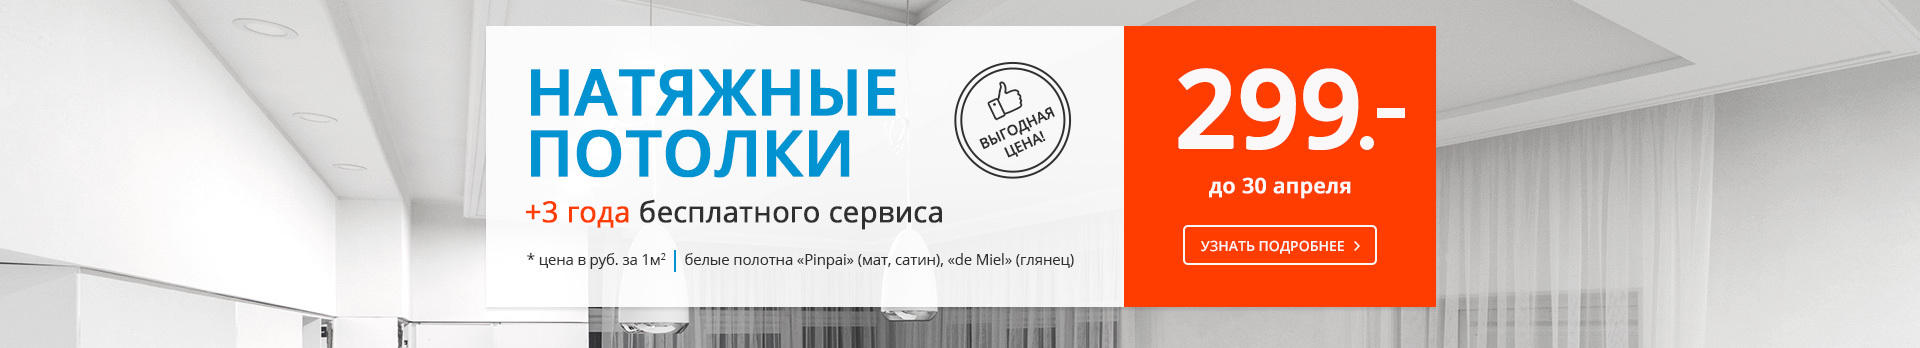 НАТЯЖНЫЕ
ПОТОЛКИ
+3 года бесплатного сервиса
* цена в руб. за 1м² | белые полотна «Pinpai» (мат, сатин), «de Miel» (глянец)
ВЫГОДНАЯ
ЦЕНА!
299.-
до 30 апреля
УЗНАТЬ ПОДРОБНЕЕ >